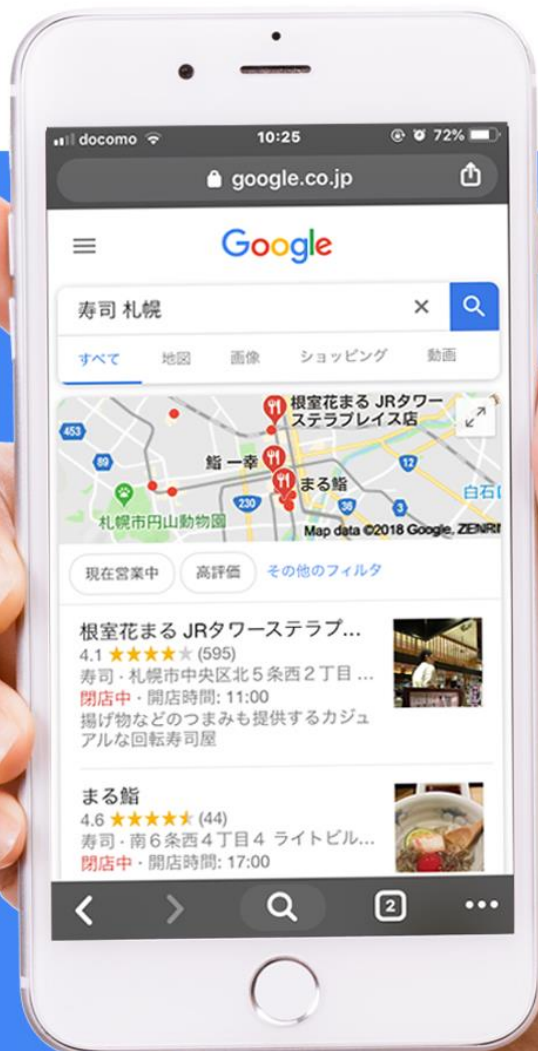 docomo 10:25 72%
google.co.jp
Google
寿司 札幌
すべて 地図 画像 ショッピング 動画
根室花まる JRタワー
ステラプレイス店
453
89
鮨 一幸
まる鮨
12
230
36
3
白石
札幌市円山動物園
Map data ©2018 Google, ZENRI
現在営業中 高評価 その他のフィルタ
根室花まる JRタワーステラプ...
4.1 ★★★★★ (595)
寿司 · 札幌市中央区北5条西2丁目 ...
閉店中 · 開店時間: 11:00
揚げ物などのつまみも提供するカジュ
アルな回転寿司屋
まる鮨
4.6 ★★★★★ (44)
寿司 · 南6条西4丁目4 ライトビル...
閉店中 · 開店時間: 17:00
2